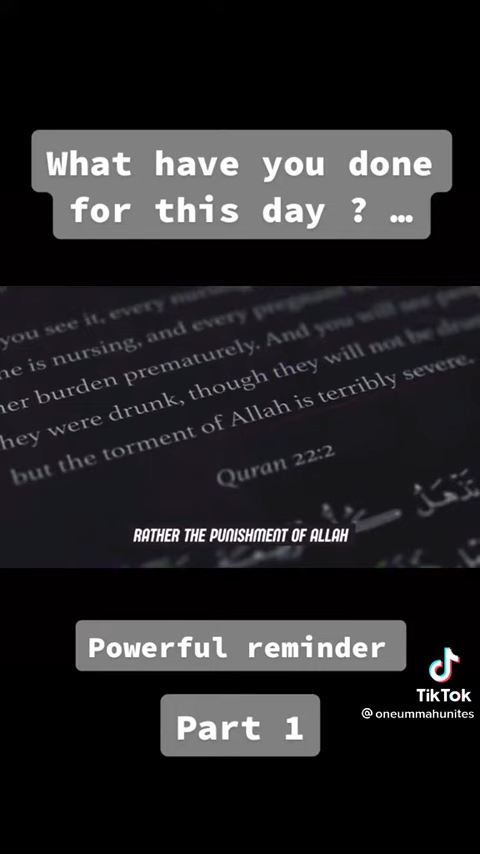 What have you done
for this day ? …
you see it, every
ne is nursing, and every pregnant
her burden prematurely. And you will see
they were drunk, though they will not be
but the torment of Allah is terribly severe.
Quran 22:2
RATHER THE PUNISHMENT OF ALLAH
Powerful reminder
Part 1
TikTok
@oneummahunites